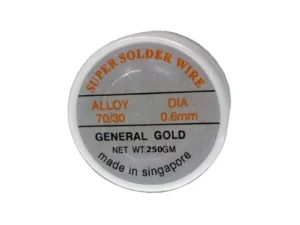 SUPER SOLDER WIRE
ALLOY DIA
70/30 0.6mm
GENERAL GOLD
NET WT:250GM
made in singapore